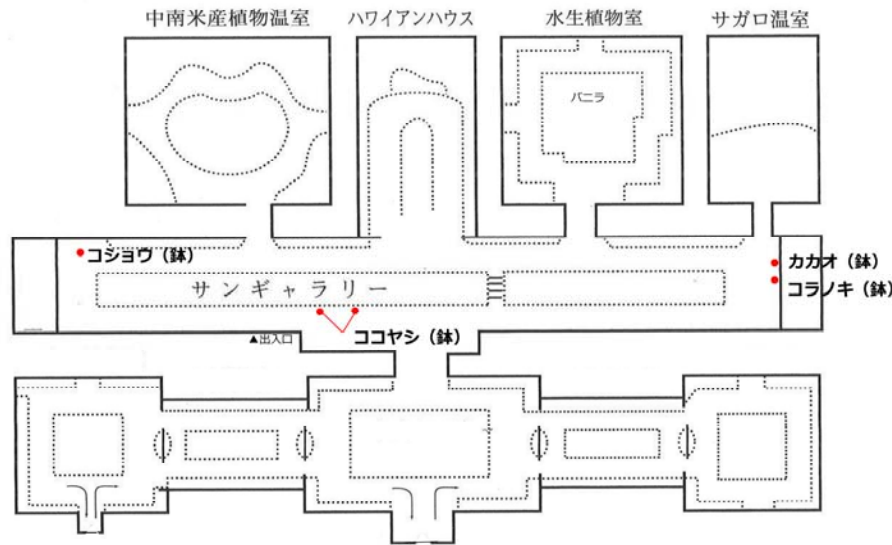 中南米産植物温室
ハワイアンハウス
水生植物室
サガロ温室
バニラ
コショウ（鉢）
カカオ（鉢）
コラノキ（鉢）
サンギャラリー
ココヤシ（鉢）
▲出入口